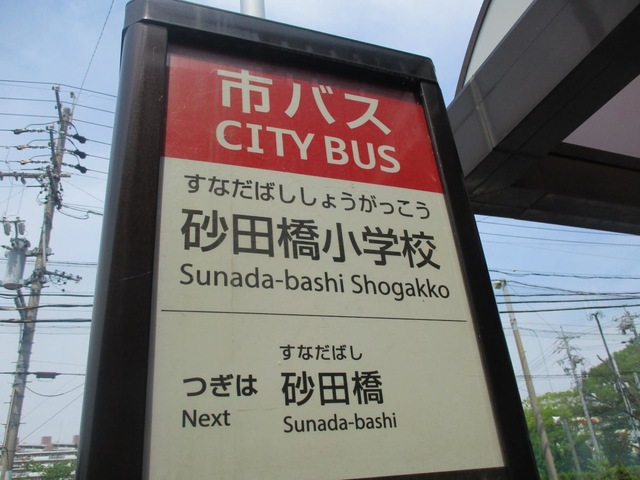 市バス
CITY BUS
すなだばししょうがっこう
砂田橋小学校
Sunada-bashi Shogakko
すなだばし
つぎは 砂田橋
Next Sunada-bashi